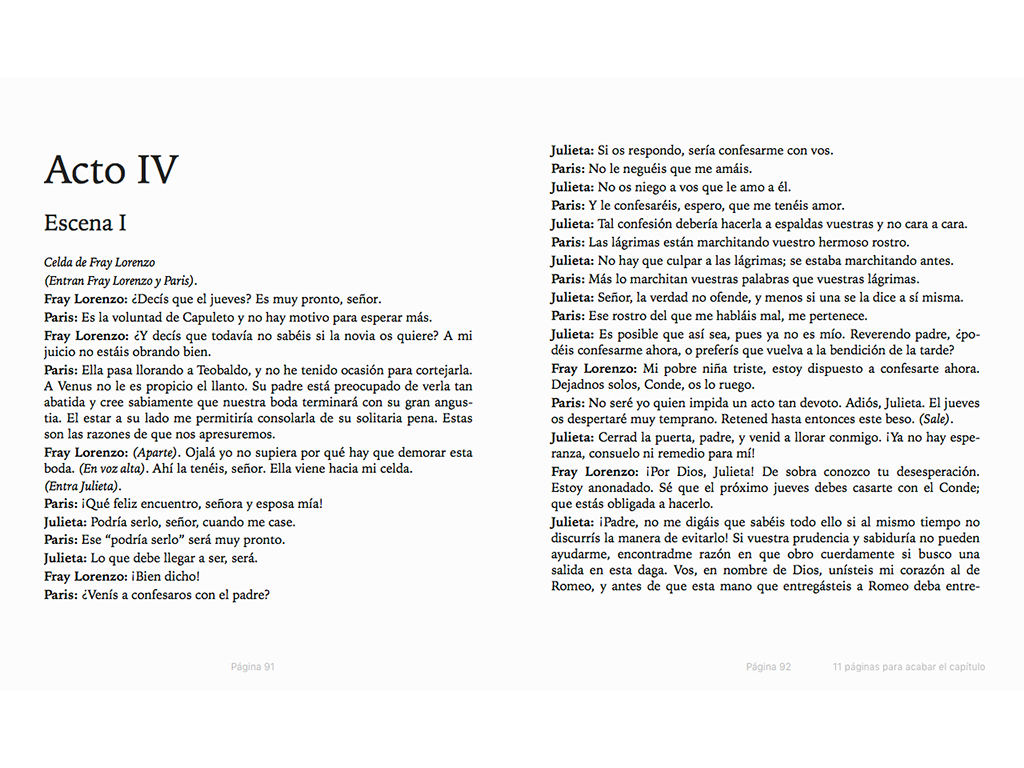 Acto IV
Escena I
Celda de Fray Lorenzo
(Entran Fray Lorenzo y Paris).
Fray Lorenzo: ¿Decís que el jueves? Es muy pronto, señor.
Paris: Es la voluntad de Capuleto y no hay motivo para esperar más.
Fray Lorenzo: ¿Y decís que todavía no sabéis si la novia os quiere? A mi
juicio no estáis obrando bien.
Paris: Ella pasa llorando a Teobaldo, y no he tenido ocasión para cortejarla.
A Venus no le es propicio el llanto. Su padre está preocupado de verla tan
abatida y cree sabiamente que nuestra boda terminará con su gran angus-
tia. El estar a su lado me permitiría consolarla de su solitaria pena. Estas
son las razones de que nos apresuremos.
Fray Lorenzo: (Aparte). Ojalá yo no supiera por qué hay que demorar esta
boda. (En voz alta). Ahí la tenéis, señor. Ella viene hacia mi celda.
(Entra Julieta).
Paris: ¡Qué feliz encuentro, señora y esposa mía!
Julieta: Podría serlo, señor, cuando me case.
Paris: Ese “podría serlo” será muy pronto.
Julieta: Lo que debe llegar a ser, será.
Fray Lorenzo: ¡Bien dicho!
Paris: ¿Venís a confesaros con el padre?
Página 91
Julieta: Si os respondo, sería confesarme con vos.
Paris: No le neguéis que me amáis.
Julieta: No os niego a vos que le amo a él.
Paris: Y le confesaréis, espero, que me tenéis amor.
Julieta: Tal confesión debería hacerla a espaldas vuestras y no cara a cara.
Paris: Las lágrimas están marchitando vuestro hermoso rostro.
Julieta: No hay que culpar a las lágrimas; se estaba marchitando antes.
Paris: Más lo marchitan vuestras palabras que vuestras lágrimas.
Julieta: Señor, la verdad no ofende, y menos si una se la dice a sí misma.
Paris: Ese rostro del que me habláis mal, me pertenece.
Julieta: Es posible que así sea, pues ya no es mío. Reverendo padre, ¿po-
déis confesarme ahora, o preferís que vuelva a la bendición de la tarde?
Fray Lorenzo: Mi pobre niña triste, estoy dispuesto a confesarte ahora.
Dejadnos solos, Conde, os lo ruego.
Paris: No seré yo quien impida un acto tan devoto. Adiós, Julieta. El jueves
os despertaré muy temprano. Retened hasta entonces este beso. (Sale).
Julieta: Cerrad la puerta, padre, y venid a llorar conmigo. ¡Ya no hay espe-
ranza, consuelo ni remedio para mí!
Fray Lorenzo: ¡Por Dios, Julieta! De sobra conozco tu desesperación.
Estoy anonadado. Sé que el próximo jueves debes casarte con el Conde;
que estás obligada a hacerlo.
Julieta: ¡Padre, no me digáis que sabéis todo ello si al mismo tiempo no
discurrís la manera de evitarlo! Si vuestra prudencia y sabiduría no pueden
ayudarme, encontradme razón en que obro cuerdamente si busco una
salida en esta daga. Vos, en nombre de Dios, unísteis mi corazón al de
Romeo, y antes de que esta mano que entregásteis a Romeo deba entre-
Página 92
11 páginas para acabar el capítulo